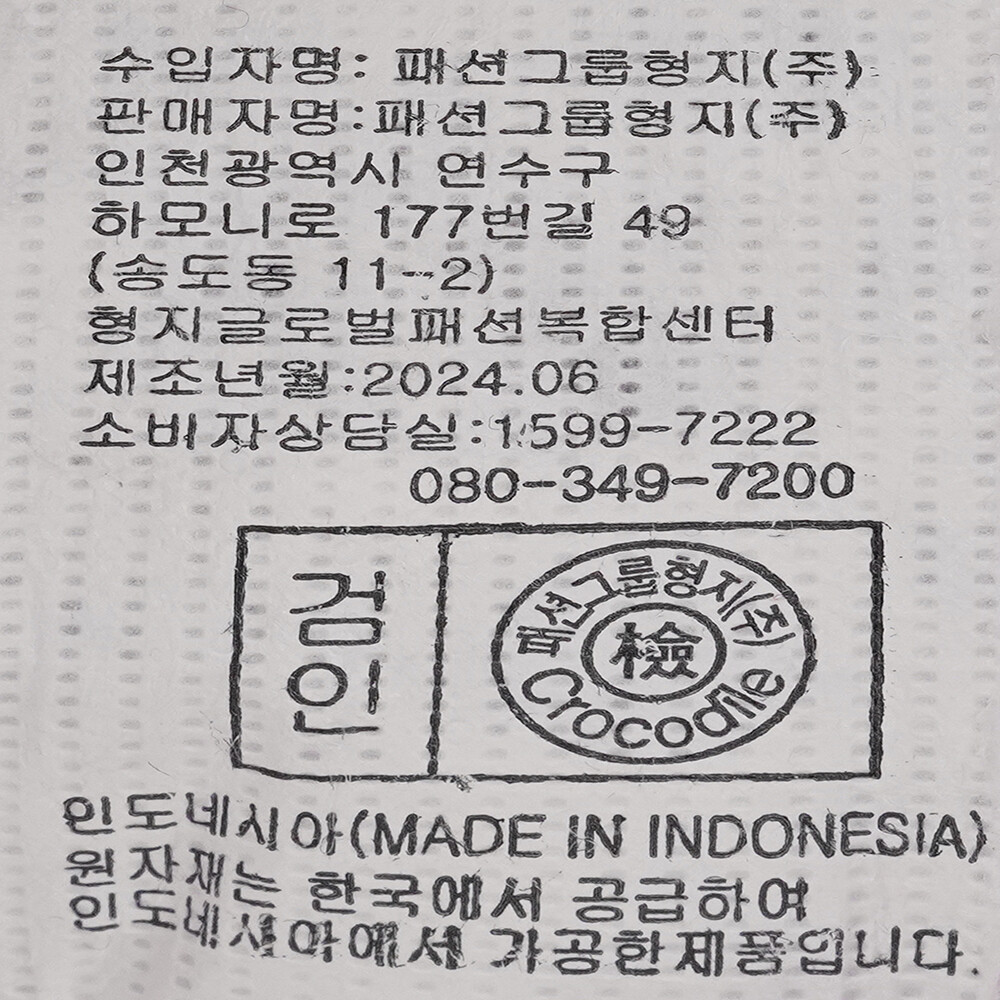 수입자명: 패션그룹형지(주)
판매자명:패션그룹형지(주)
인천광역시 연수구
하모니로 177번길 49
(송도동 11-2)
형지글로벌패션복합센터
제조년월:2024.06
소비자상담실:1599-7222
080-349-7200
검인
패션그룹형지(주)
檢
Crocodile
인도네시아(MADE IN INDONESIA)
원자재는 한국에서 공급하여
인도네시아에서 가공한제품입니다.